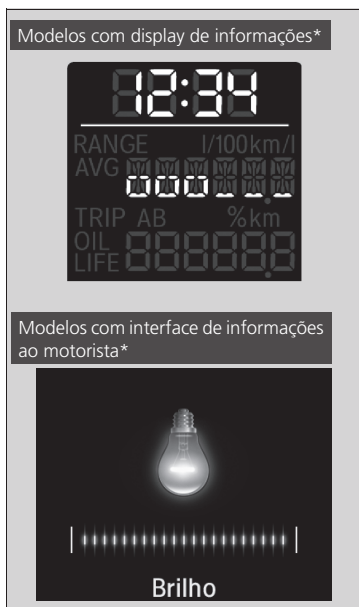 Modelos com display de informações*
12:34
RANGE l/100km/l
AVG
TRIP AB %km
OIL
LIFE
Modelos com interface de informações
ao motorista*
Brilho